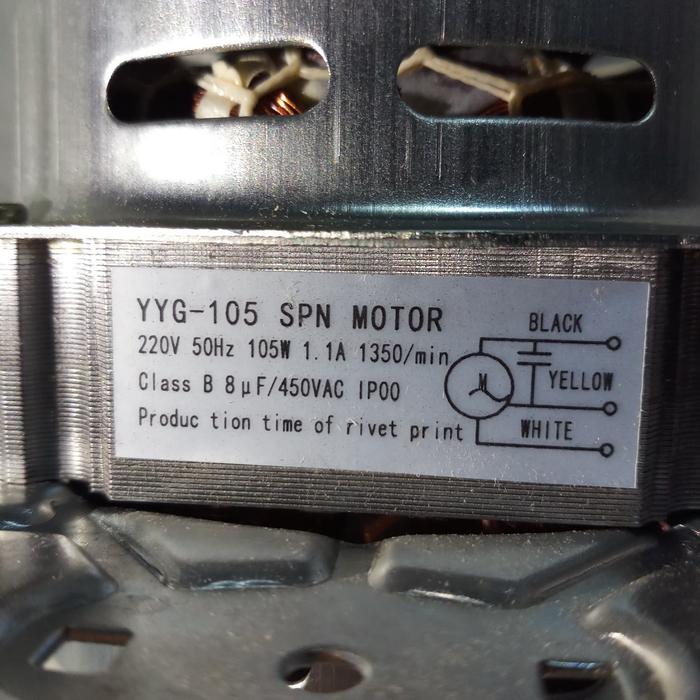 YYG-105 SPN MOTOR
220V 50Hz 105W 1.1A 1350/min
Class B 8μF/450VAC IP00
Produc tion time of rivet print
BLACK
M
YELLOW
WHITE